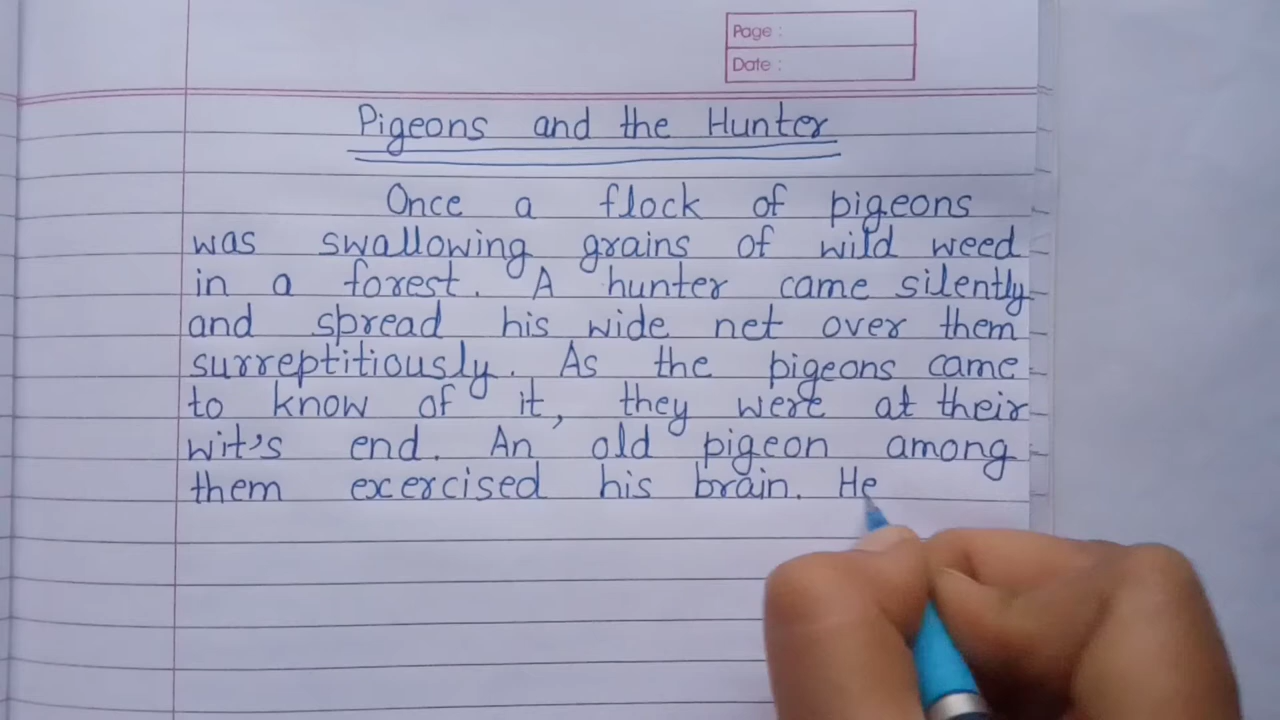 Page :
Date :
Pigeons and the Hunter
Once a flock of pigeons
was swallowing grains of wild weed
in a forest. A hunter came silently
and spread his wide net over them
surreptitiously. As the pigeons came
to know of it, they were at their
wit's end. An old pigeon among
them exercised his brain. He